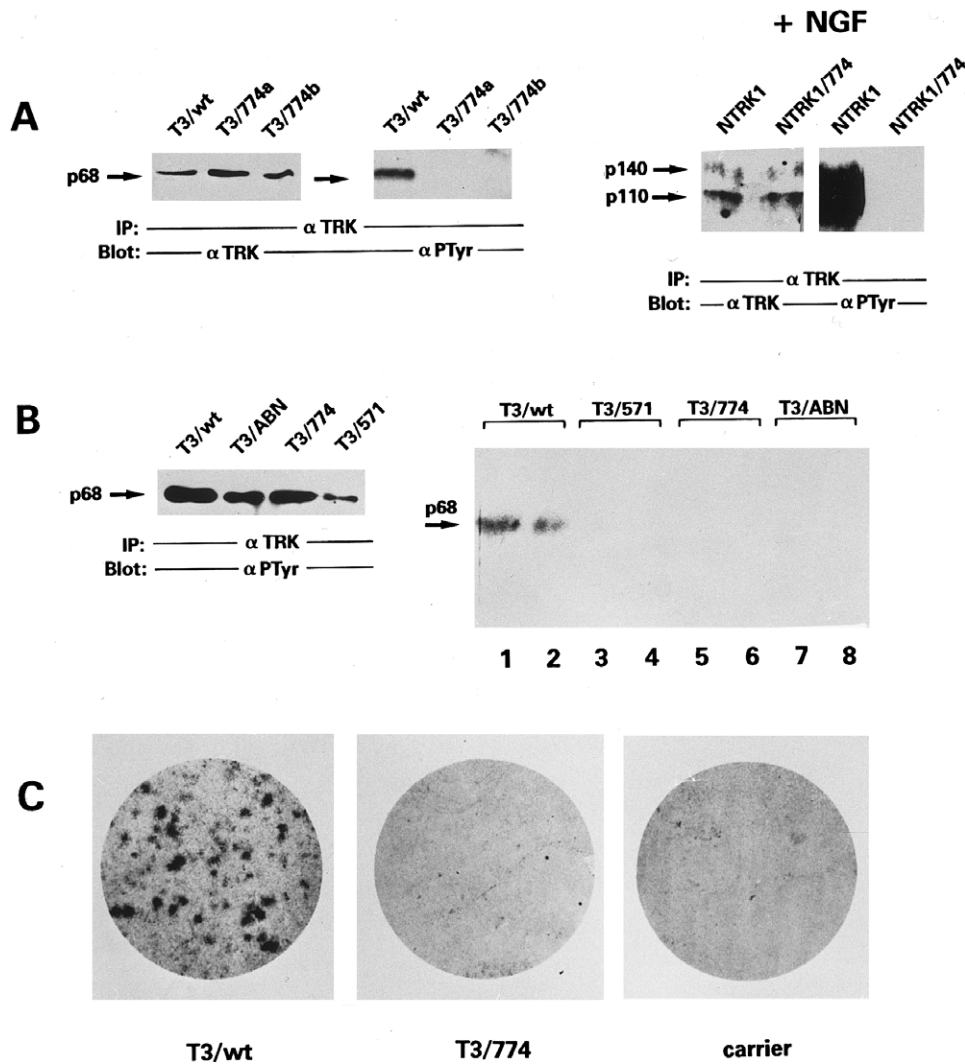 + NGF
A
T3/wt
T3/774a
T3/774b
T3/wt
T3/774a
T3/774b
NTRK1
NTRK1/774
NTRK1
NTRK1/774
p68
p140
p110
IP: α TRK
Blot: α TRK α PTyr
IP: α TRK
Blot: α TRK α PTyr
B
T3/wt
T3/ABN
T3/774
T3/571
T3/wt T3/571 T3/774 T3/ABN
p68
p68
IP: α TRK
Blot: α PTyr
1 2 3 4 5 6 7 8
C
T3/wt T3/774 carrier